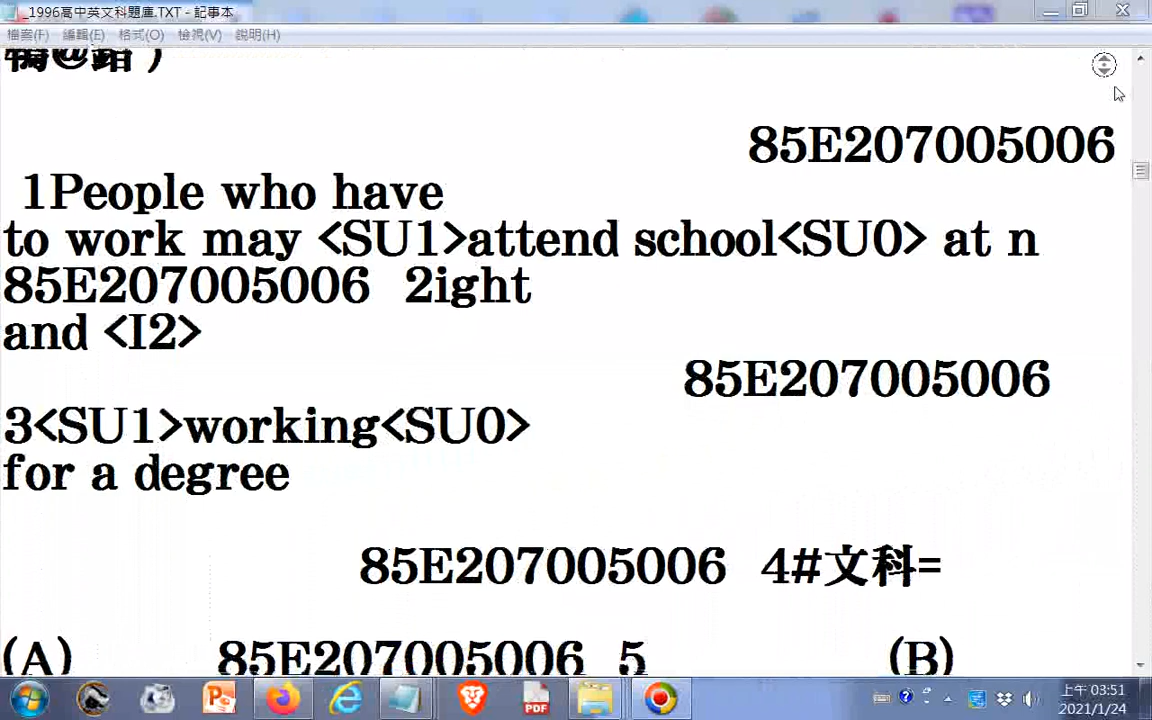 _1996高中英文科題庫.TXT - 記事本
檔案(F) 編輯(E) 格式(O) 檢視(V) 說明(H)
85E207005006
1People who have
to work may <SU1>attend school<SU0> at n
85E207005006 2ight
and <I2>
85E207005006
3<SU1>working<SU0>
for a degree
85E207005006 4#文科=
(A) 85E207005006 5 (B)
PDF
上午 03:51
2021/1/24